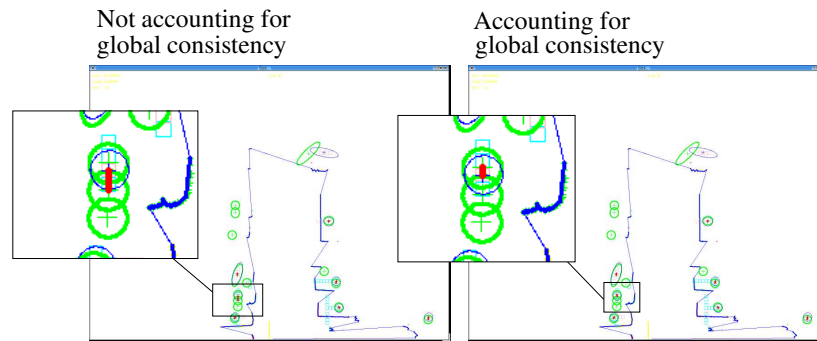 Not accounting for
global consistency
Accounting for
global consistency